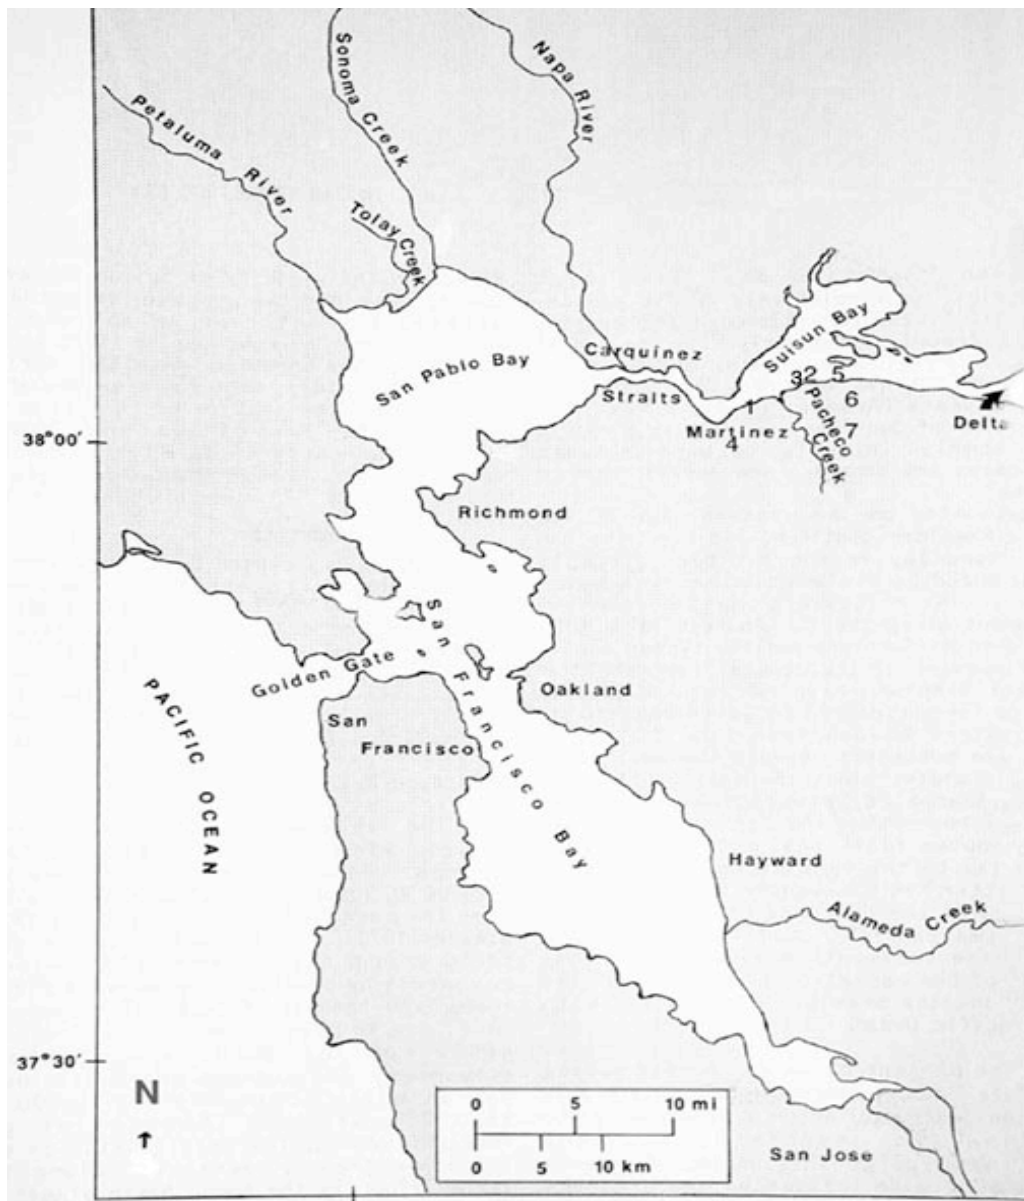 Petaluma River
Sonoma Creek
Tolay Creek
Napa River
San Pablo Bay
Carquinez
Straits
Suisun Bay
3 2 5
1
6
Martinez
4
7
Pacheco
Creek
Delta
38°00´
Richmond
Golden Gate
San Francisco Bay
Oakland
San
Francisco
PACIFIC OCEAN
Hayward
Alameda Creek
37°30´
N
0 5 10 mi
0 5 10 km
San Jose